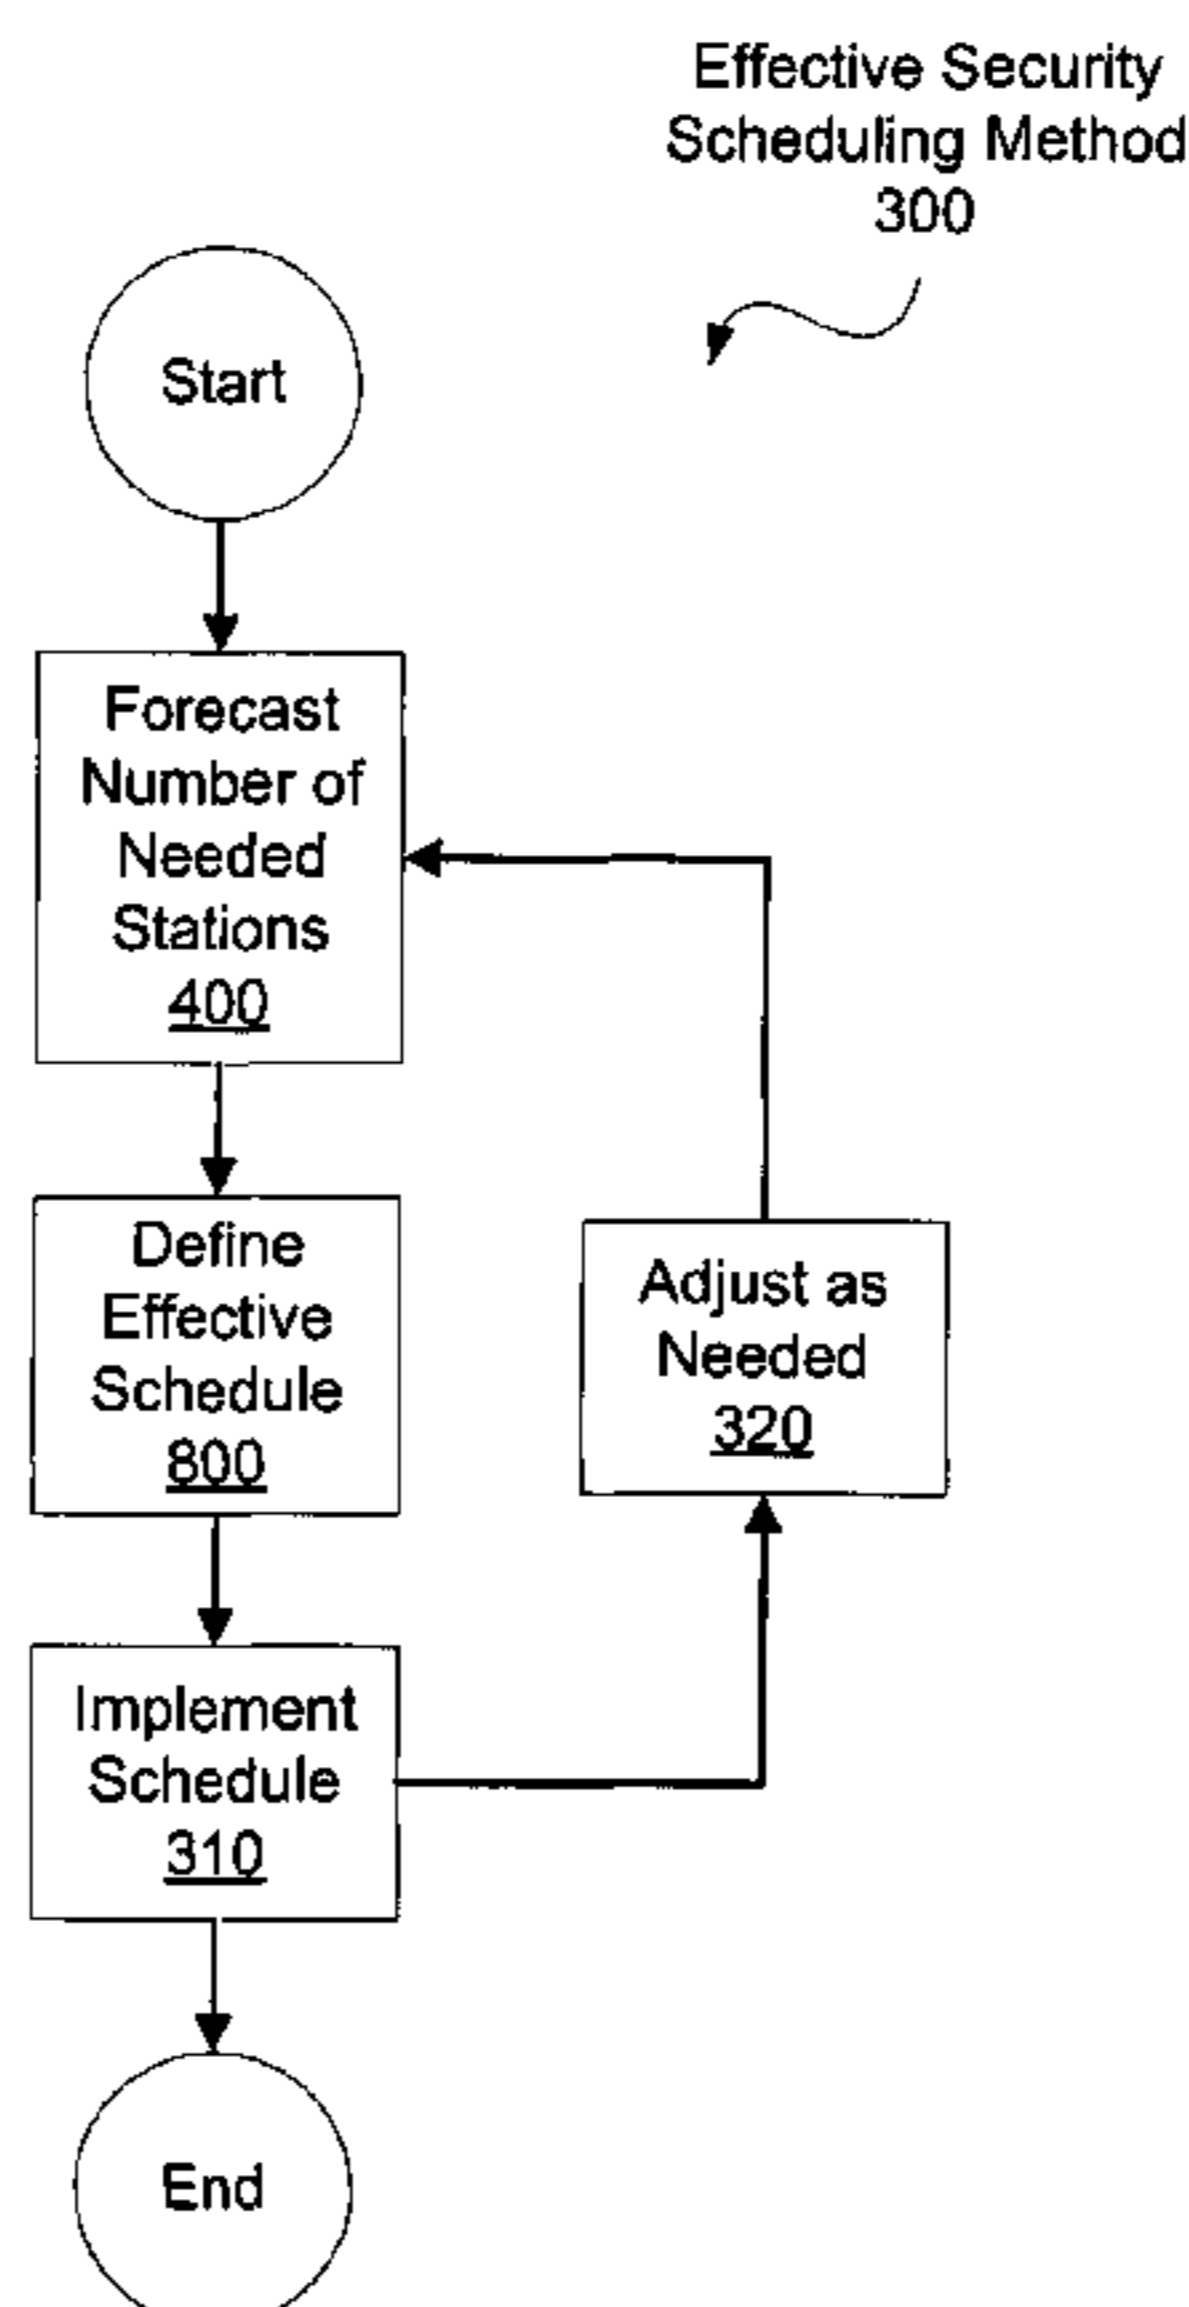 Effective Security
Scheduling Method
300
Start
Forecast
Number of
Needed
Stations
400
Define
Effective
Schedule
800
Adjust as
Needed
320
Implement
Schedule
310
End